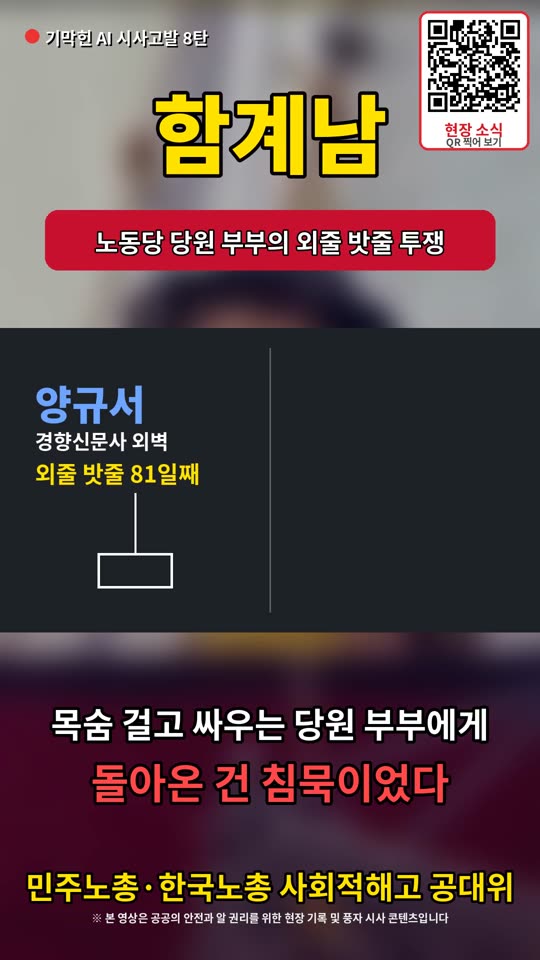 기막힌 AI 시사고발 8탄
현장 소식
QR 찍어 보기
함계남
노동당 당원 부부의 외줄 밧줄 투쟁
양규서
경향신문사 외벽
외줄 밧줄 81일째
목숨 걸고 싸우는 당원 부부에게
돌아온 건 침묵이었다
민주노총·한국노총 사회적해고 공대위
※ 본 영상은 공공의 안전과 알 권리를 위한 현장 기록 및 풍자 시사 콘텐츠입니다